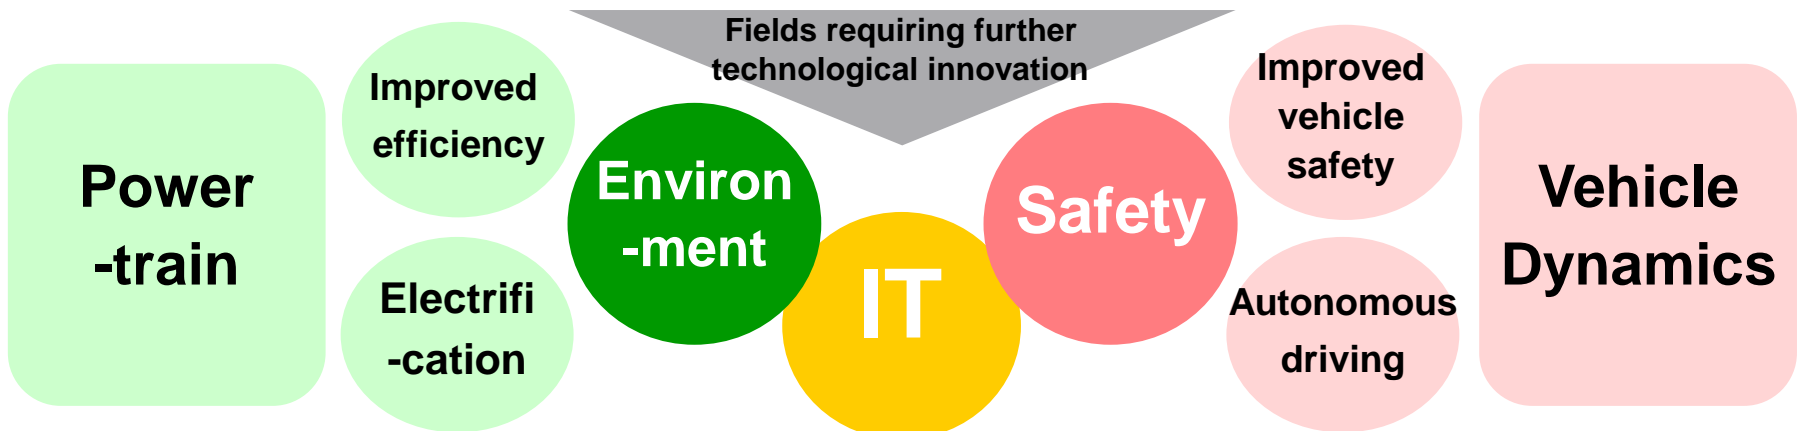 Fields requiring further
technological innovation
Power
-train
Improved
efficiency
Electrifi
-cation
Environ
-ment
IT
Safety
Improved
vehicle
safety
Autonomous
driving
Vehicle
Dynamics